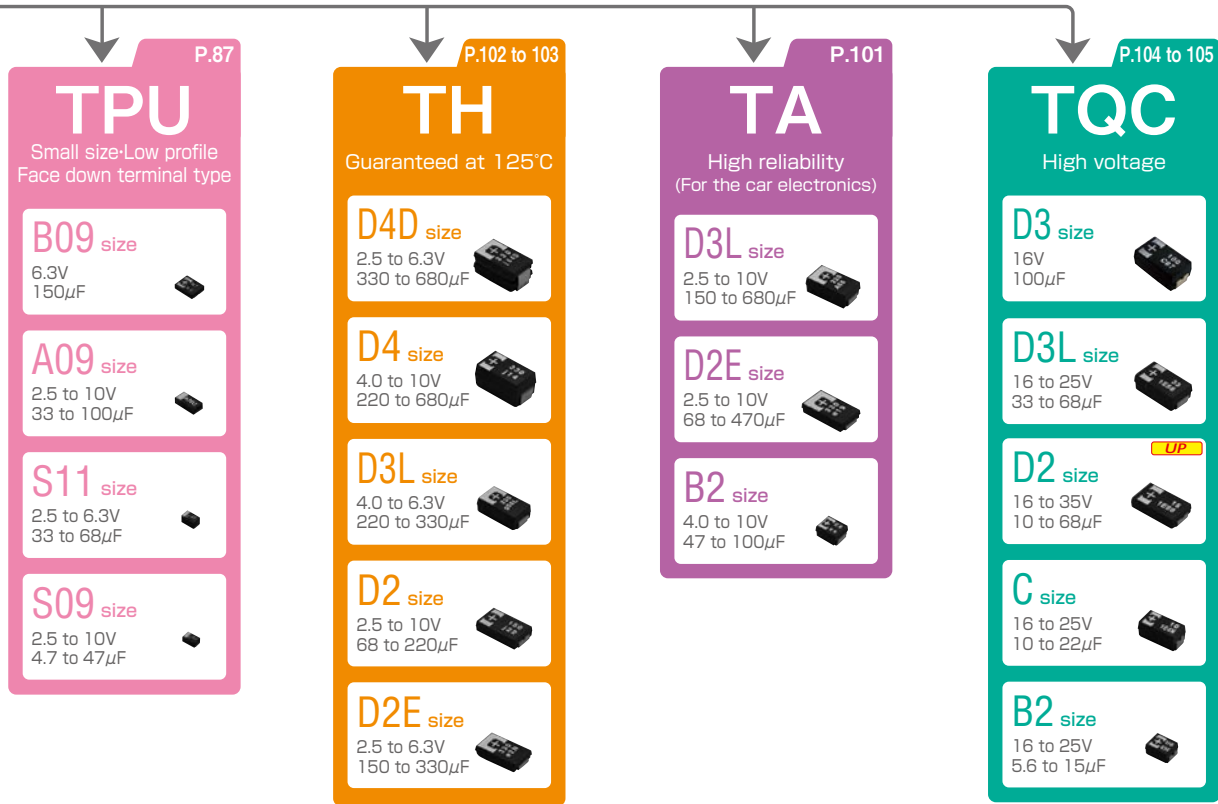 P.87
TPU
Small size·Low profile
Face down terminal type
B09 size
6.3V
150μF
A09 size
2.5 to 10V
33 to 100μF
S11 size
2.5 to 6.3V
33 to 68μF
S09 size
2.5 to 10V
4.7 to 47μF
P.102 to 103
TH
Guaranteed at 125°C
D4D size
2.5 to 6.3V
330 to 680μF
D4 size
4.0 to 10V
220 to 680μF
D3L size
4.0 to 6.3V
220 to 330μF
D2 size
2.5 to 10V
68 to 220μF
D2E size
2.5 to 6.3V
150 to 330μF
P.101
TA
High reliability
(For the car electronics)
D3L size
2.5 to 10V
150 to 680μF
D2E size
2.5 to 10V
68 to 470μF
B2 size
4.0 to 10V
47 to 100μF
P.104 to 105
TQC
High voltage
D3 size
16V
100μF
D3L size
16 to 25V
33 to 68μF
UP
D2 size
16 to 35V
10 to 68μF
C size
16 to 25V
10 to 22μF
B2 size
16 to 25V
5.6 to 15μF